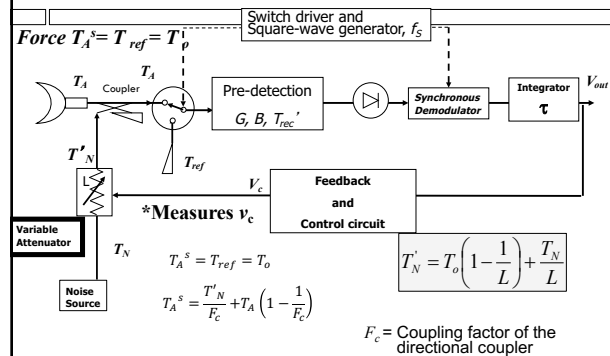 Switch driver and
Square-wave generator, f_S
Force T_A^s = T_ref = T_o
T_A
Coupler
T_A
Pre-detection
G, B, T_rec'
Synchronous
Demodulator
Integrator
τ
V_out
T'_N
T_ref
L
V_c
*Measures v_c
Feedback
and
Control circuit
Variable
Attenuator
T_N
Noise
Source
T_A^s = T_ref = T_o
T_A^s = T'_N/F_c + T_A (1 − 1/F_c)
T_N' = T_o (1 − 1/L) + T_N/L
F_c = Coupling factor of the
directional coupler